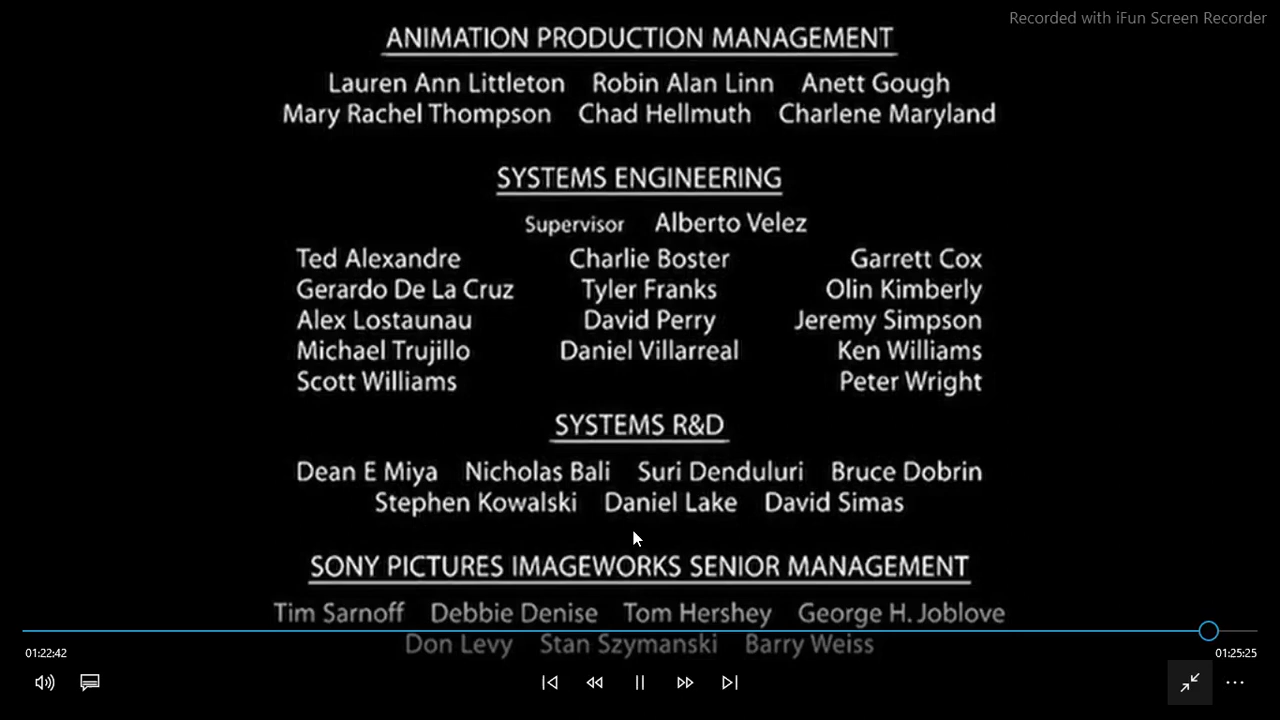 Recorded with iFun Screen Recorder
ANIMATION PRODUCTION MANAGEMENT
Lauren Ann Littleton Robin Alan Linn Anett Gough
Mary Rachel Thompson Chad Hellmuth Charlene Maryland
SYSTEMS ENGINEERING
Supervisor Alberto Velez
Ted Alexandre Charlie Boster Garrett Cox
Gerardo De La Cruz Tyler Franks Olin Kimberly
Alex Lostaunau David Perry Jeremy Simpson
Michael Trujillo Daniel Villarreal Ken Williams
Scott Williams Peter Wright
SYSTEMS R&D
Dean E Miya Nicholas Bali Suri Denduluri Bruce Dobrin
Stephen Kowalski Daniel Lake David Simas
SONY PICTURES IMAGEWORKS SENIOR MANAGEMENT
Tim Sarnoff Debbie Denise Tom Hershey George H. Joblove
Don Levy Stan Szymanski Barry Weiss
01:22:42 01:25:25